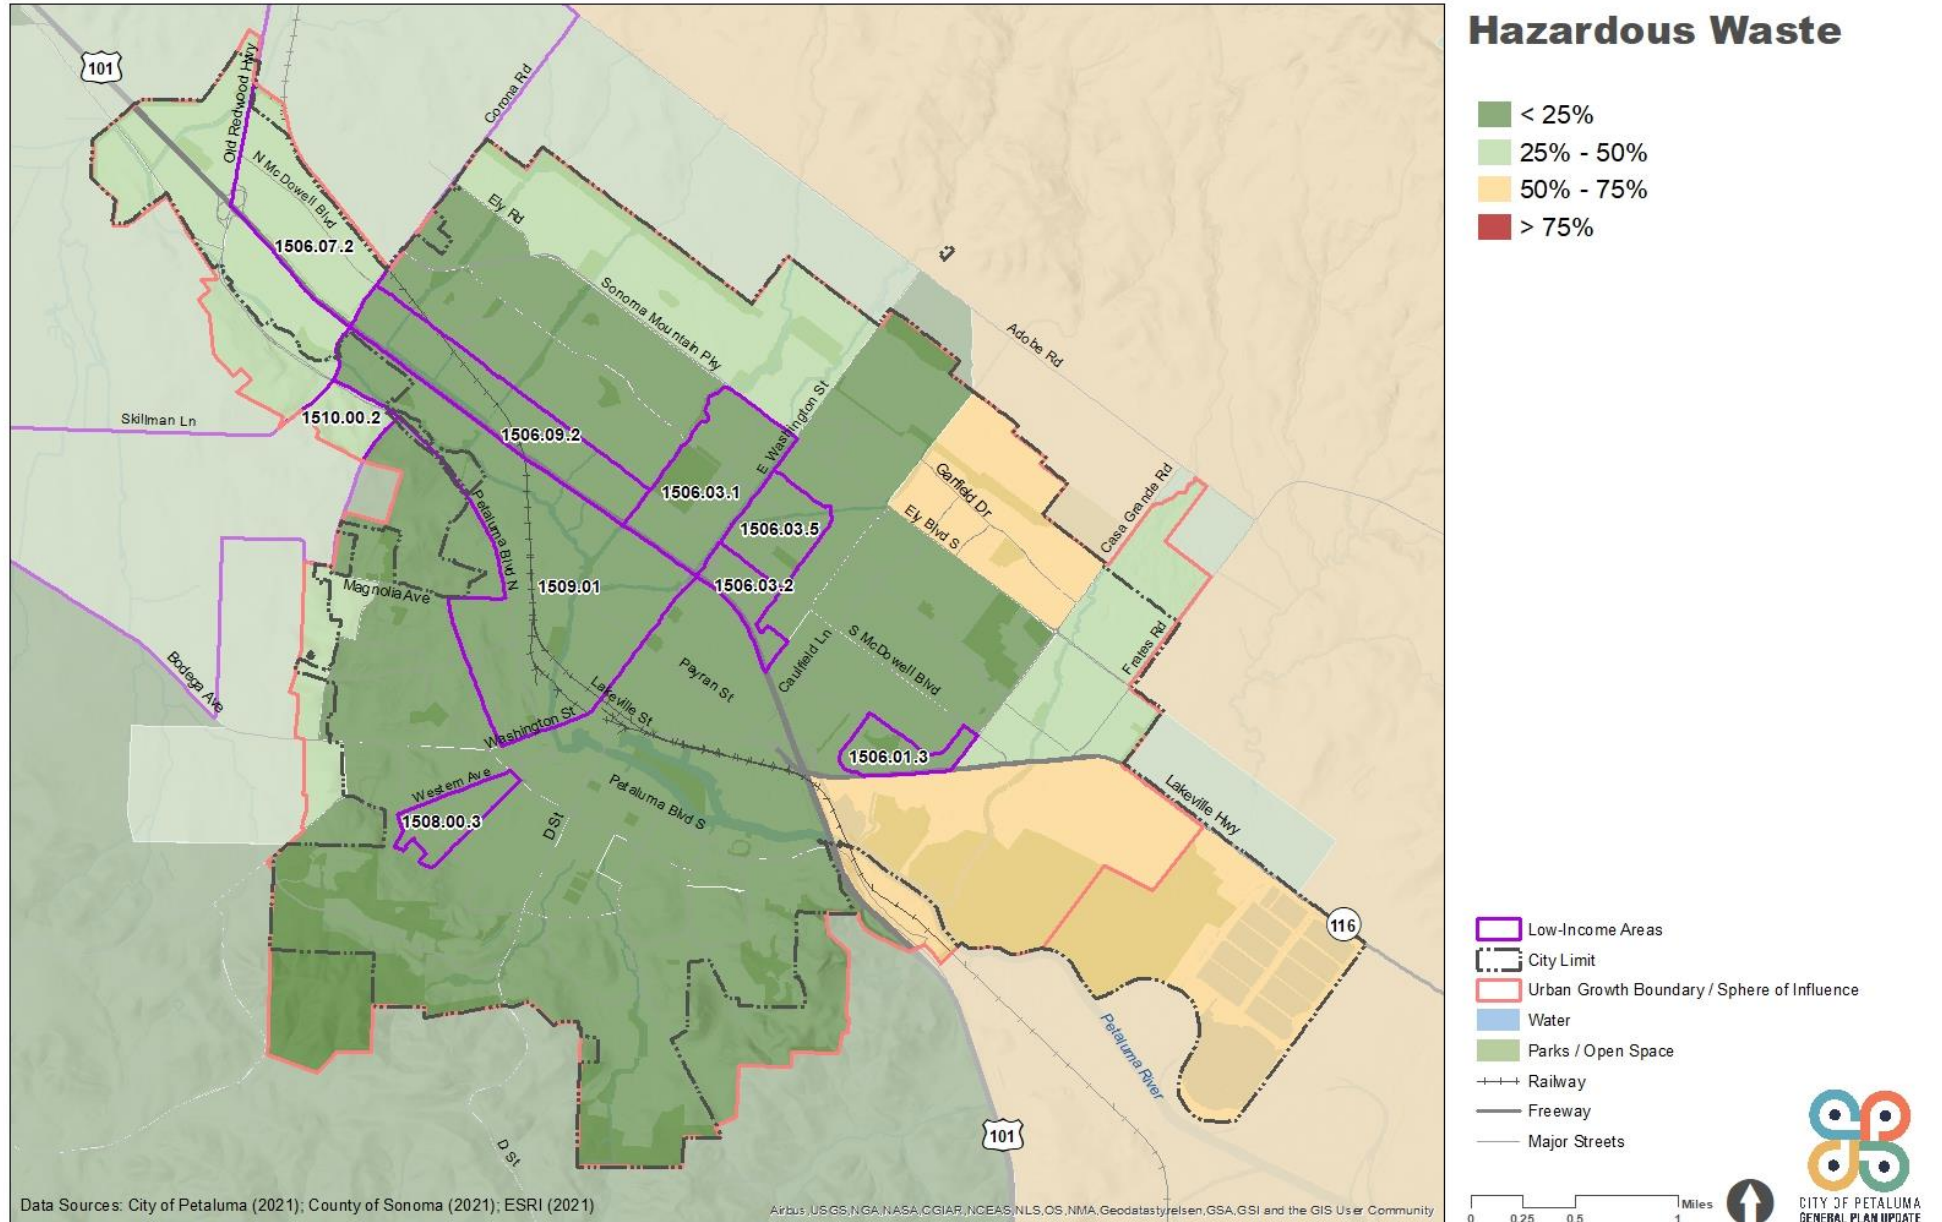 Hazardous Waste
< 25%
25% - 50%
50% - 75%
> 75%
101
Old Redwood Hwy
Corona Rd
N McDowell Blvd
Ely Rd
1506.07.2
Sonoma Mountain Pky
Adobe Rd
Skillman Ln
1510.00.2
1506.09.2
E Washington St
1506.03.1
Garfield Dr
Casa Grande Rd
Ely Blvd S
1506.03.5
Petaluma Blvd N
1509.01
1506.03.2
Magnolia Ave
Bodega Ave
Payran St
Caulfield Ln
S McDowell Blvd
Frates Rd
Lakeville St
Washington St
1506.01.3
Western Ave
1508.00.3
D St
Petaluma Blvd S
Lakeville Hwy
116
Petaluma River
101
D St
Low-Income Areas
City Limit
Urban Growth Boundary / Sphere of Influence
Water
Parks / Open Space
Railway
Freeway
Major Streets
Data Sources: City of Petaluma (2021); County of Sonoma (2021); ESRI (2021)
Airbus,USGS,NGA,NASA,CGIAR,NCEAS,NLS,OS,NMA,Geodatastyrelsen,GSA,GSI and the GIS User Community
Miles
0 0.25 0.5 1
CITY OF PETALUMA
GENERAL PLAN UPDATE